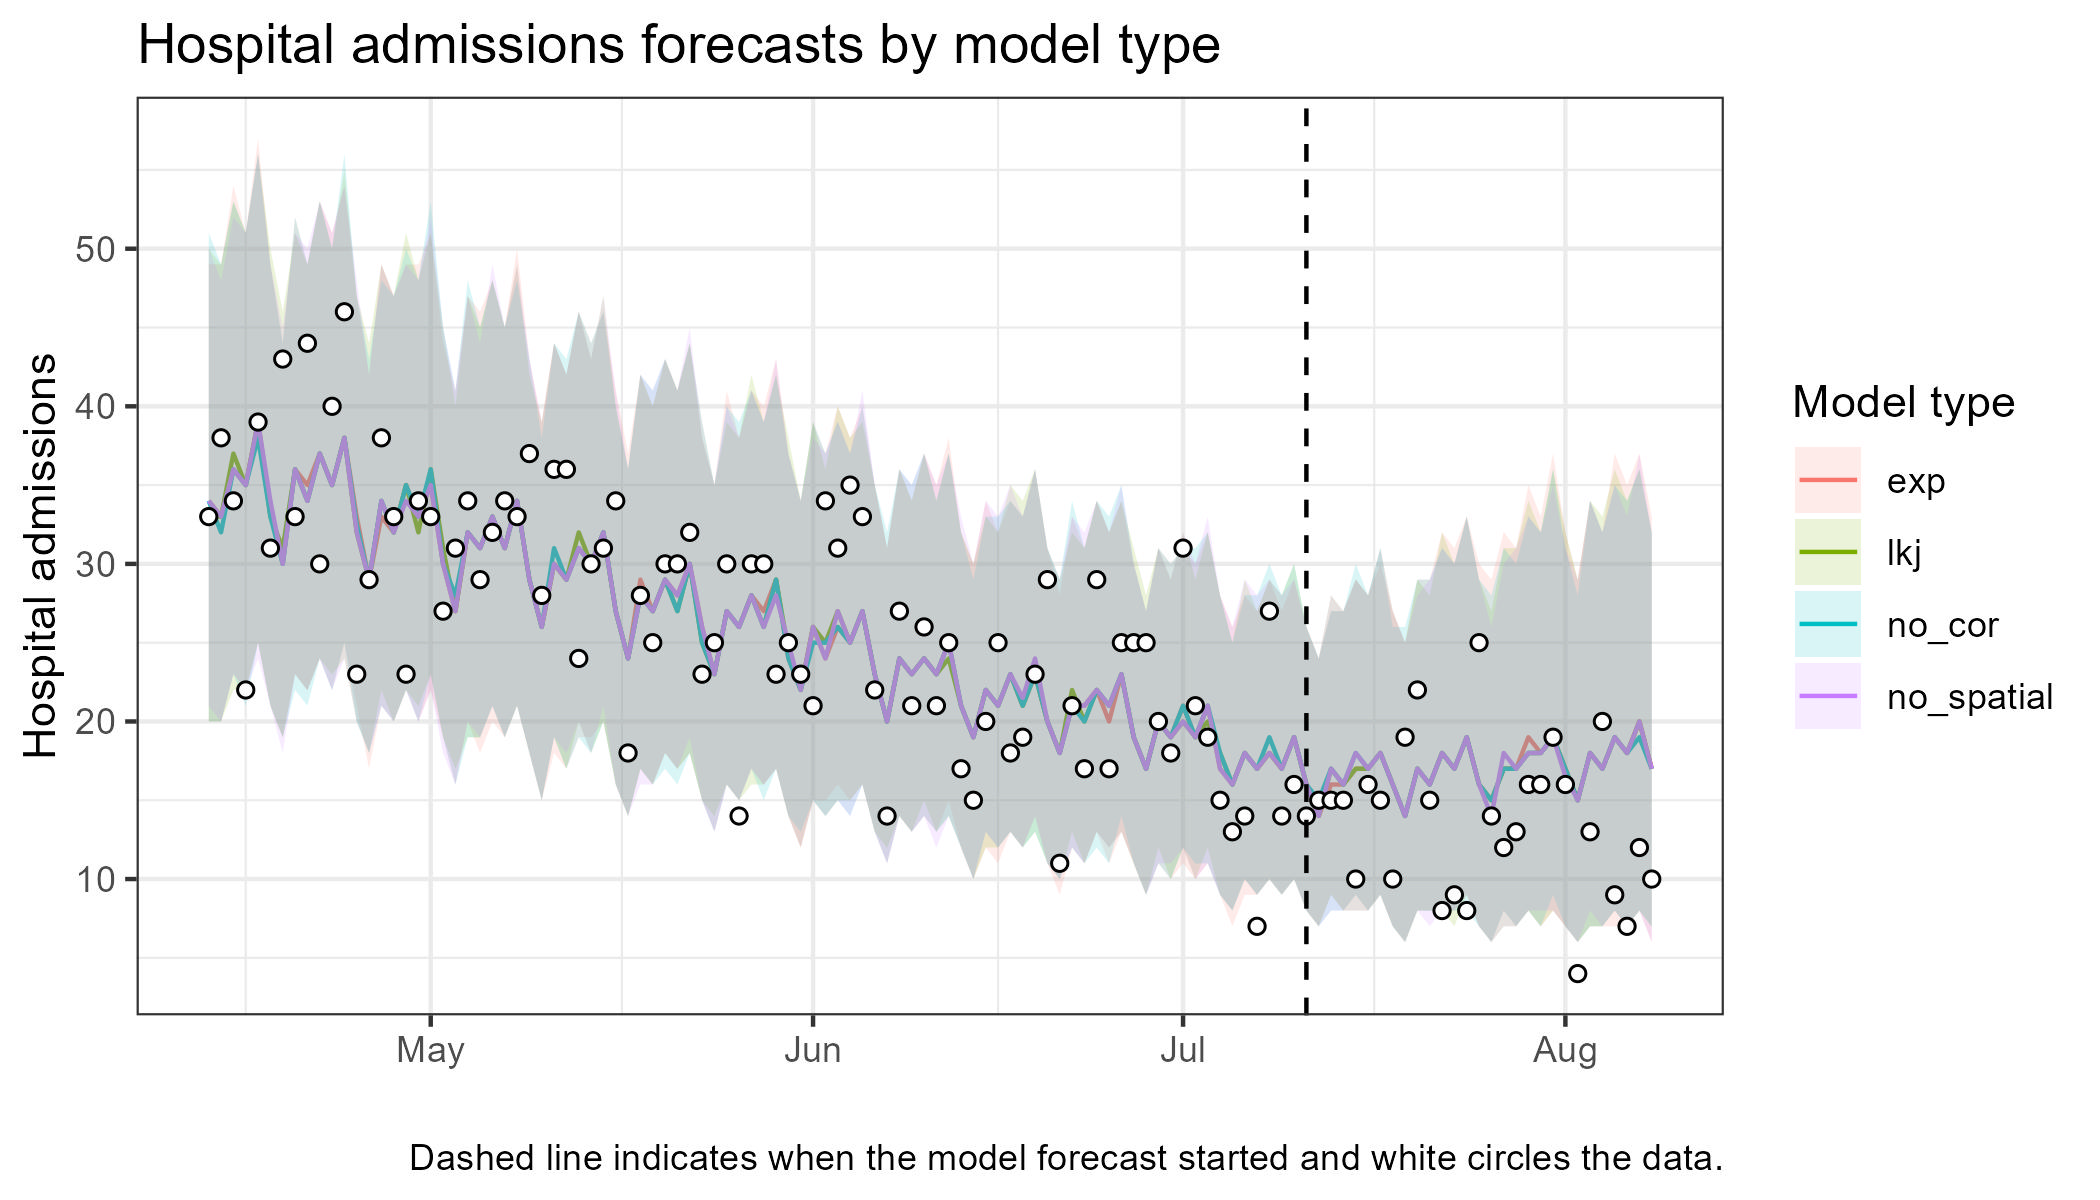 Hospital admissions forecasts by model type
Hospital admissions
50
40
30
20
10
May Jun Jul Aug
Model type
exp
lkj
no_cor
no_spatial
Dashed line indicates when the model forecast started and white circles the data.